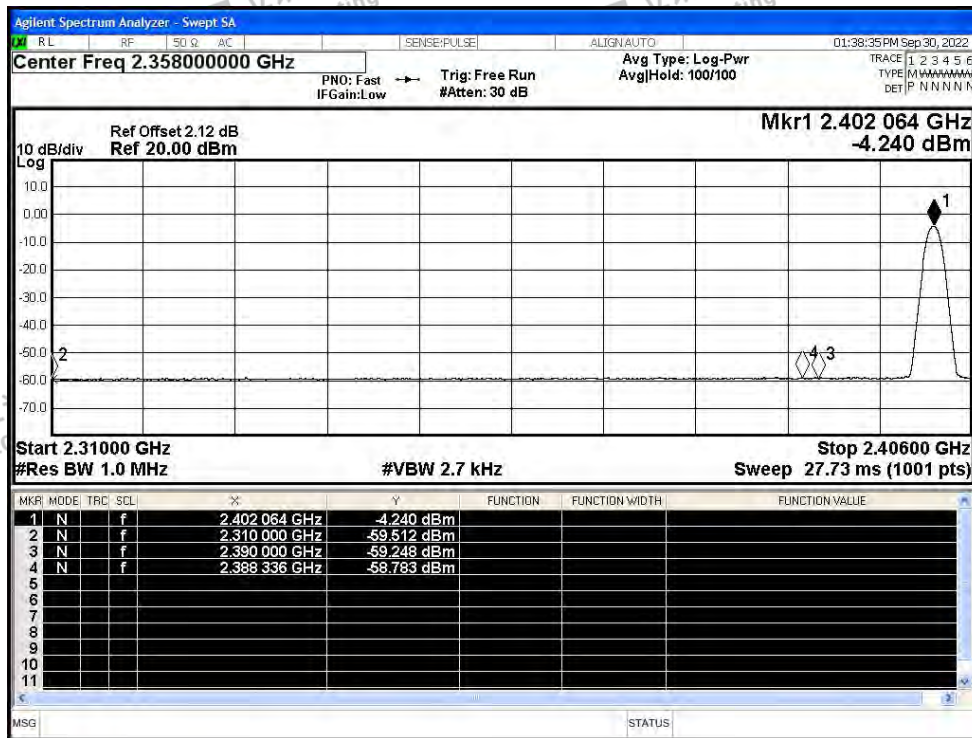 Agilent Spectrum Analyzer - Swept SA
RL RF 50 Ω AC SENSE:PULSE ALIGNAUTO 01:38:35 PM Sep 30, 2022
Center Freq 2.358000000 GHz
PNO: Fast
IFGain:Low
Trig: Free Run
#Atten: 30 dB
Avg Type: Log-Pwr
Avg|Hold: 100/100
TRACE 1 2 3 4 5 6
TYPE M
DET P N N N N N
Mkr1 2.402 064 GHz
-4.240 dBm
Ref Offset 2.12 dB
10 dB/div Ref 20.00 dBm
Log
10.0
0.00
-10.0
-20.0
-30.0
-40.0
-50.0
-60.0
-70.0
1
2
4 3
Start 2.31000 GHz Stop 2.40600 GHz
#Res BW 1.0 MHz #VBW 2.7 kHz Sweep 27.73 ms (1001 pts)
MKR MODE TRC SCL X Y FUNCTION FUNCTION WIDTH FUNCTION VALUE
1 N f 2.402 064 GHz -4.240 dBm
2 N f 2.310 000 GHz -59.512 dBm
3 N f 2.390 000 GHz -59.248 dBm
4 N f 2.388 336 GHz -58.783 dBm
5
6
7
8
9
10
11
MSG STATUS